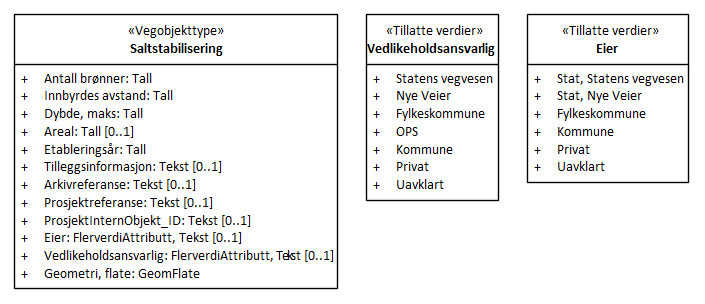 «Vegobjekttype»
Saltstabilisering
+ Antall brønner: Tall
+ Innbyrdes avstand: Tall
+ Dybde, maks: Tall
+ Areal: Tall [0..1]
+ Etableringsår: Tall
+ Tilleggsinformasjon: Tekst [0..1]
+ Arkivreferanse: Tekst [0..1]
+ Prosjektreferanse: Tekst [0..1]
+ ProsjektInternObjekt_ID: Tekst [0..1]
+ Eier: FlerverdiAttributt, Tekst [0..1]
+ Vedlikeholdsansvarlig: FlerverdiAttributt, Tekst [0..1]
+ Geometri, flate: GeomFlate
«Tillatte verdier»
Vedlikeholdsansvarlig
+ Statens vegvesen
+ Nye Veier
+ Fylkeskommune
+ OPS
+ Kommune
+ Privat
+ Uavklart
«Tillatte verdier»
Eier
+ Stat, Statens vegvesen
+ Stat, Nye Veier
+ Fylkeskommune
+ Kommune
+ Privat
+ Uavklart